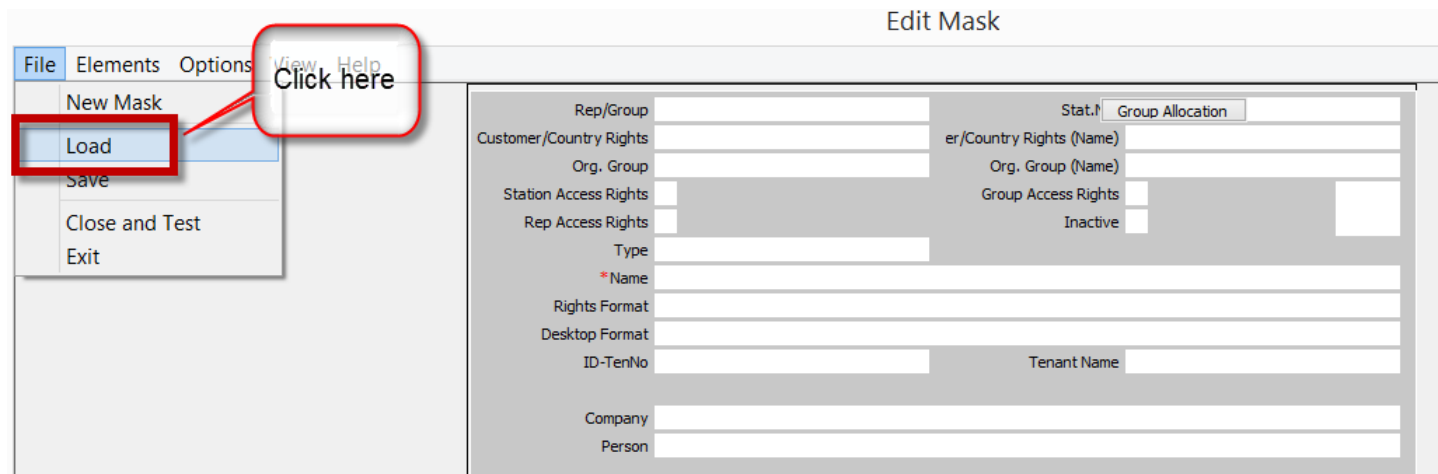 Edit Mask
File Elements Options View Help
Click here
New Mask
Load
Save
Close and Test
Exit
Rep/Group
Stat.N Group Allocation
Customer/Country Rights
er/Country Rights (Name)
Org. Group
Org. Group (Name)
Station Access Rights
Group Access Rights
Rep Access Rights
Inactive
Type
*Name
Rights Format
Desktop Format
ID-TenNo
Tenant Name
Company
Person